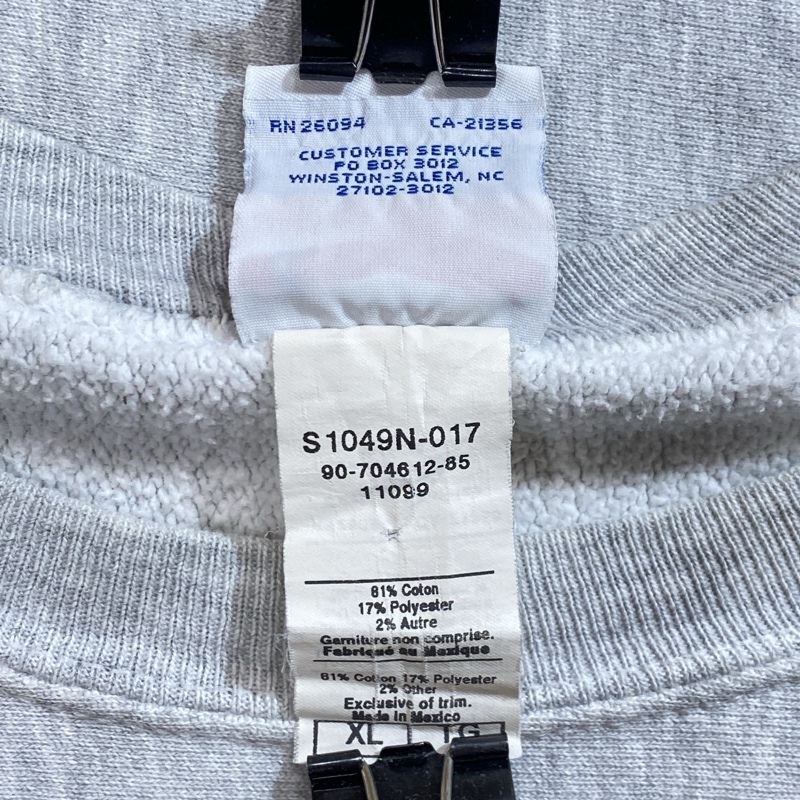 RN 26094 CA-21356
CUSTOMER SERVICE
PO BOX 3012
WINSTON-SALEM, NC
27102-3012
S1049N-017
90-704612-85
11099
81% Coton
17% Polyester
2% Autre
Garniture non comprise.
Fabriqué au Mexique
81% Cotton 17% Polyester
2% Other
Exclusive of trim.
Made in Mexico
XL TG